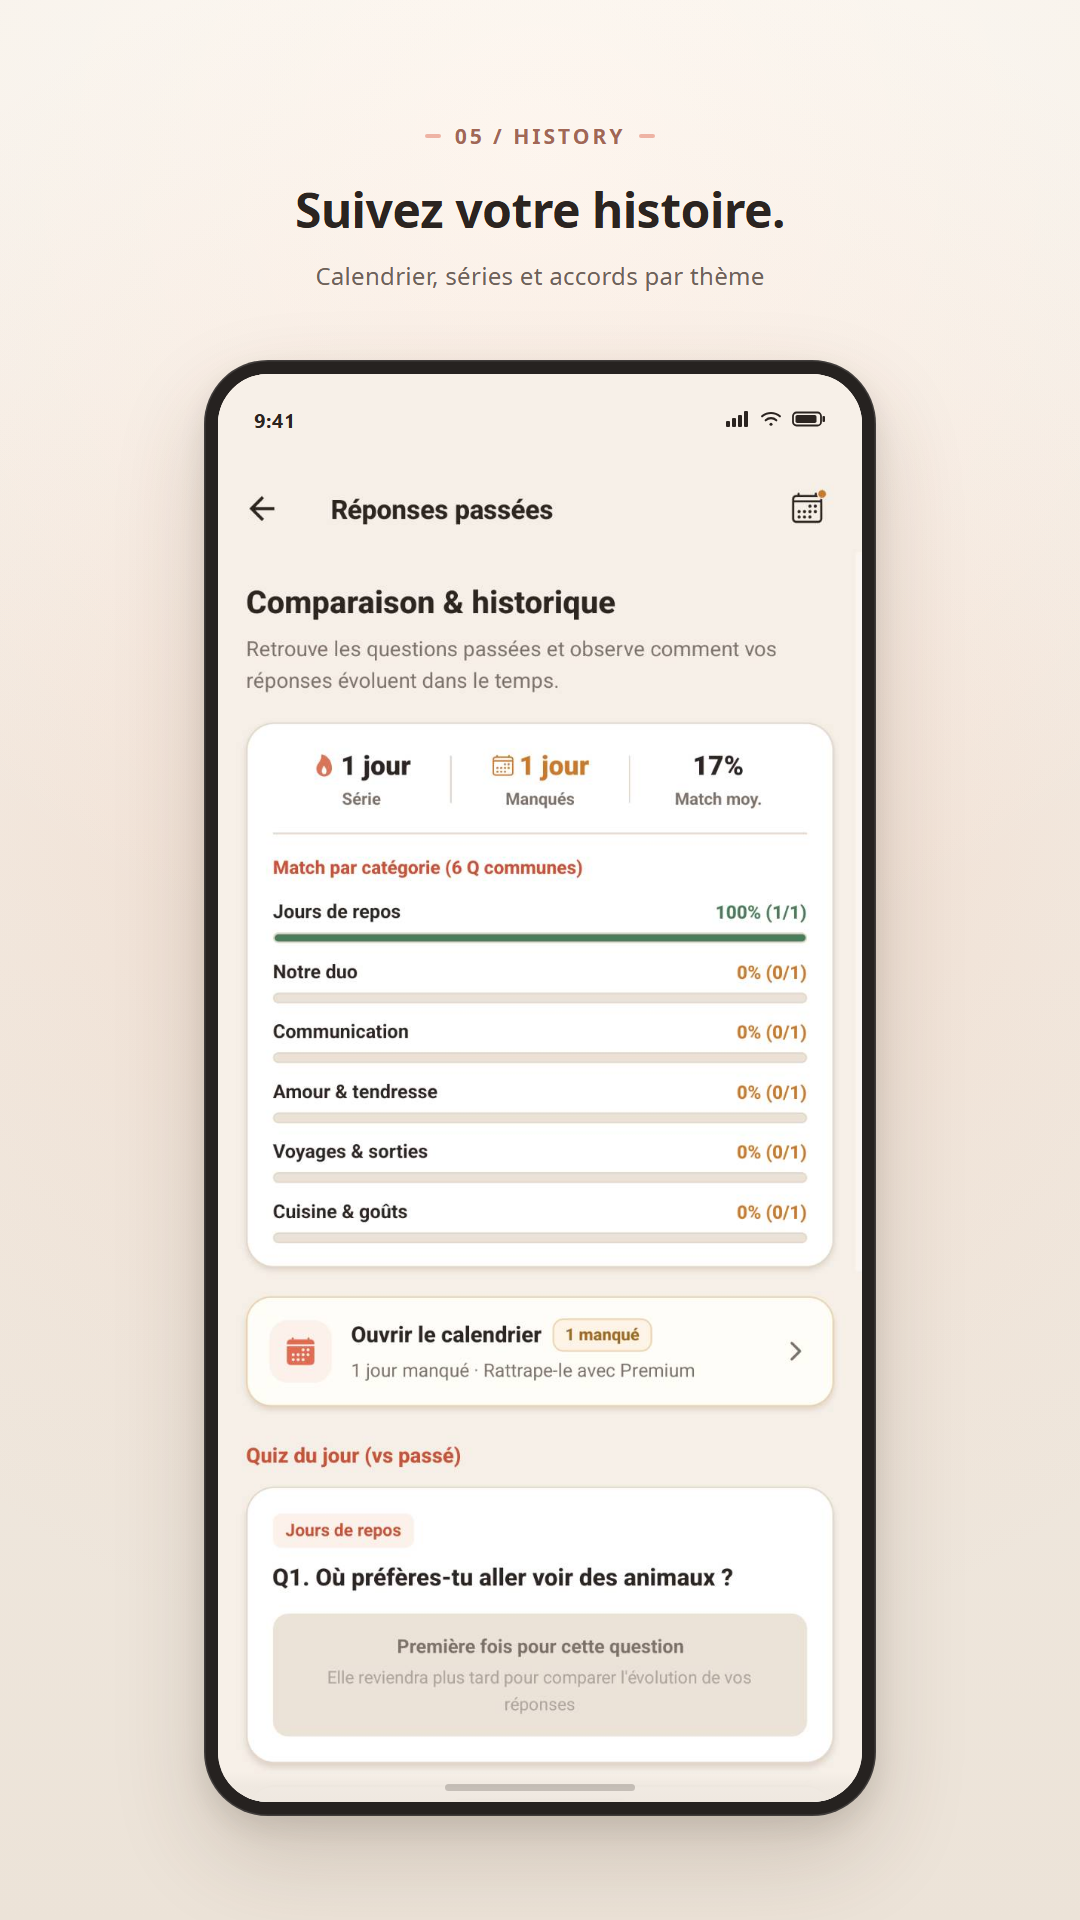 05 / HISTORY
Suivez votre histoire.
Calendrier, séries et accords par thème
9:41
Réponses passées
Comparaison & historique
Retrouve les questions passées et observe comment vos
réponses évoluent dans le temps.
1 jour
Série
1 jour
Manqués
17%
Match moy.
Match par catégorie (6 Q communes)
Jours de repos 100% (1/1)
Notre duo 0% (0/1)
Communication 0% (0/1)
Amour & tendresse 0% (0/1)
Voyages & sorties 0% (0/1)
Cuisine & goûts 0% (0/1)
Ouvrir le calendrier 1 manqué
1 jour manqué · Rattrape-le avec Premium
Quiz du jour (vs passé)
Jours de repos
Q1. Où préfères-tu aller voir des animaux ?
Première fois pour cette question
Elle reviendra plus tard pour comparer l'évolution de vos
réponses